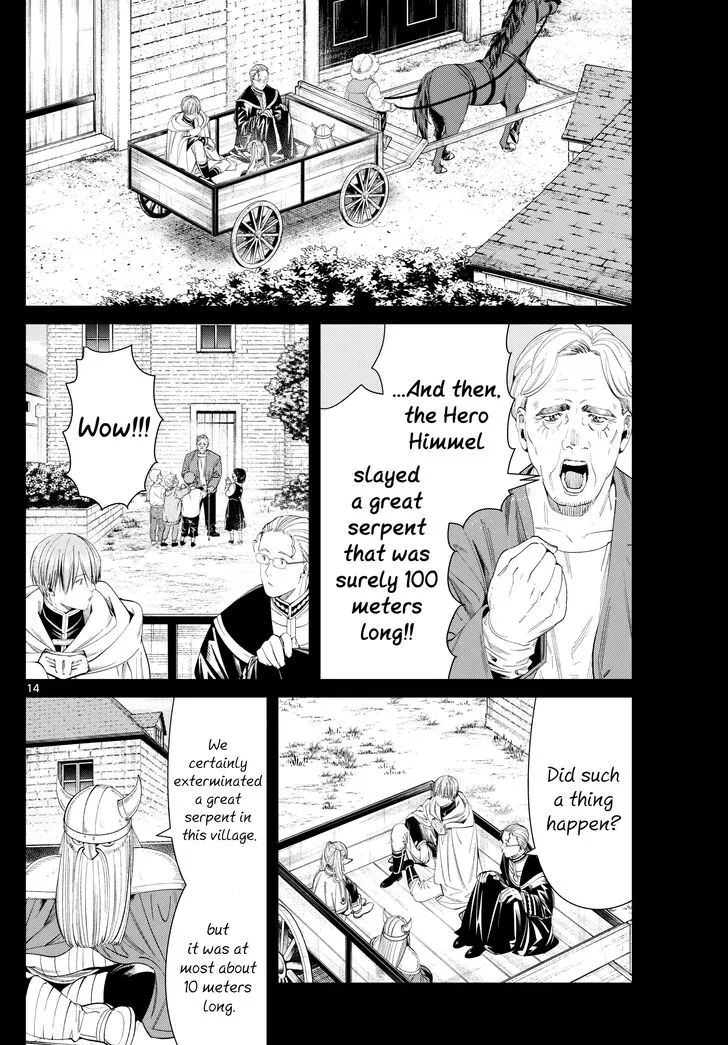 ...And then,
the Hero
Himmel
slayed
a great
serpent
that was
surely 100
meters
long!!
Wow!!!
14
Did such
a thing
happen?
We
certainly
exterminated
a great
serpent in
this village.
but
it was at
most about
10 meters
long.